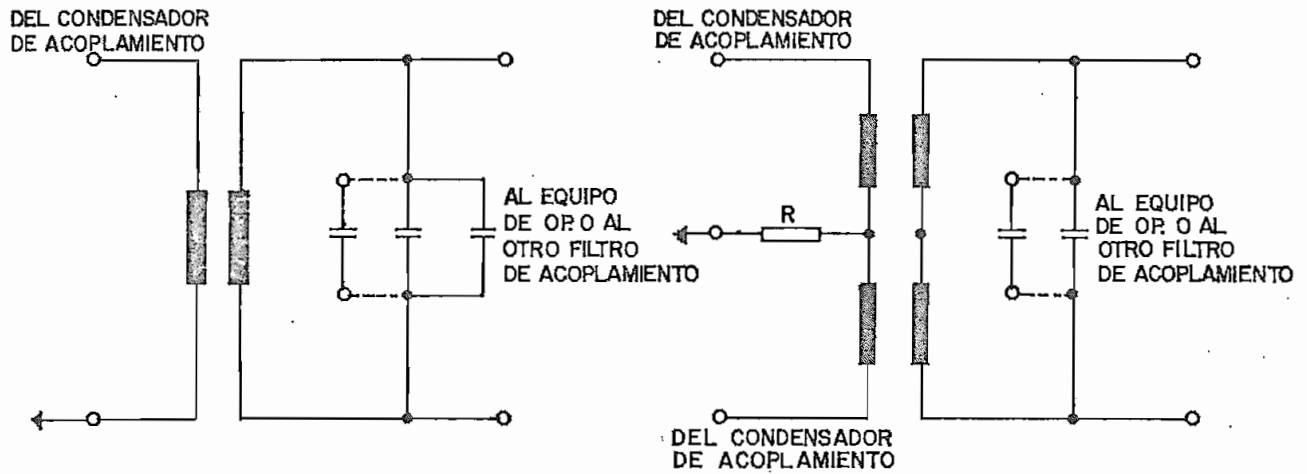 DEL CONDENSADOR
DE ACOPLAMIENTO
AL EQUIPO
DE OP. O AL
OTRO FILTRO
DE ACOPLAMIENTO
DEL CONDENSADOR
DE ACOPLAMIENTO
R
AL EQUIPO
DE OP. O AL
OTRO FILTRO
DE ACOPLAMIENTO
DEL CONDENSADOR
DE ACOPLAMIENTO